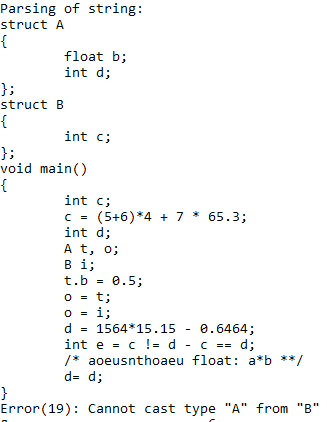 Parsing of string:
struct A
{
float b;
int d;
};
struct B
{
int c;
};
void main()
{
int c;
c = (5+6)*4 + 7 * 65.3;
int d;
A t, o;
B i;
t.b = 0.5;
o = t;
o = i;
d = 1564*15.15 - 0.6464;
int e = c != d - c == d;
/* aoeusnthoaeu float: a*b **/
d= d;
}
Error(19): Cannot cast type "A" from "B"